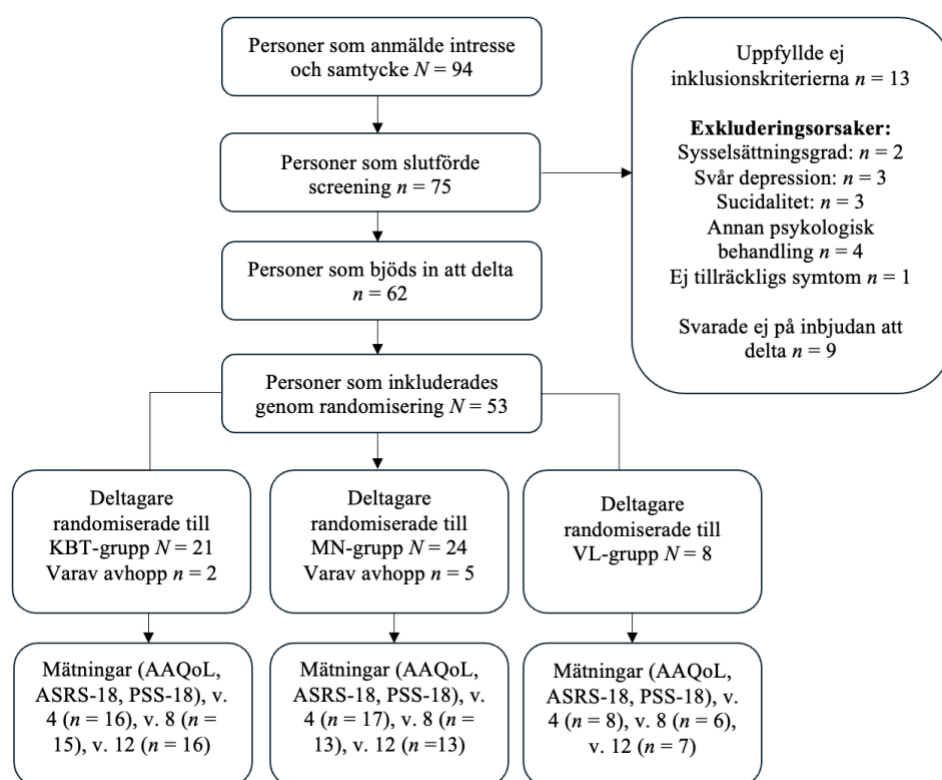 Personer som anmälde intresse
och samtycke N = 94
Uppfyllde ej
inklusionskriterierna n = 13
Exkluderingsorsaker:
Sysselsättningsgrad: n = 2
Svår depression: n = 3
Sucidalitet: n = 3
Annan psykologisk
behandling n = 4
Ej tillräckligs symtom n = 1
Svarade ej på inbjudan att
delta n = 9
Personer som slutförde
screening n = 75
Personer som bjöds in att delta
n = 62
Personer som inkluderades
genom randomisering N = 53
Deltagare
randomiserade till
KBT-grupp N = 21
Varav avhopp n = 2
Deltagare
randomiserade till
MN-grupp N = 24
Varav avhopp n = 5
Deltagare
randomiserade till
VL-grupp N = 8
Mätningar (AAQoL,
ASRS-18, PSS-18), v.
4 (n = 16), v. 8 (n =
15), v. 12 (n = 16)
Mätningar (AAQoL,
ASRS-18, PSS-18), v.
4 (n = 17), v. 8 (n =
13), v. 12 (n =13)
Mätningar (AAQoL,
ASRS-18, PSS-18), v.
4 (n = 8), v. 8 (n = 6),
v. 12 (n = 7)